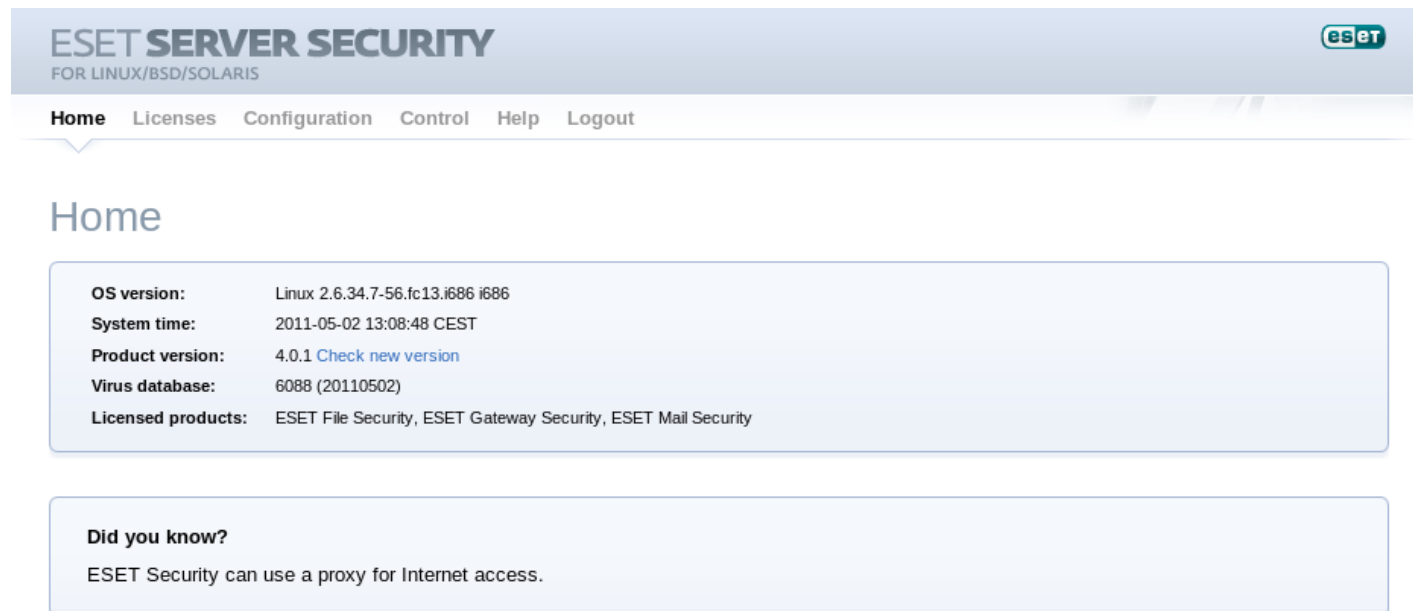 ESET SERVER SECURITY
FOR LINUX/BSD/SOLARIS
eset
Home Licenses Configuration Control Help Logout
Home
OS version: Linux 2.6.34.7-56.fc13.i686 i686
System time: 2011-05-02 13:08:48 CEST
Product version: 4.0.1 Check new version
Virus database: 6088 (20110502)
Licensed products: ESET File Security, ESET Gateway Security, ESET Mail Security
Did you know?
ESET Security can use a proxy for Internet access.